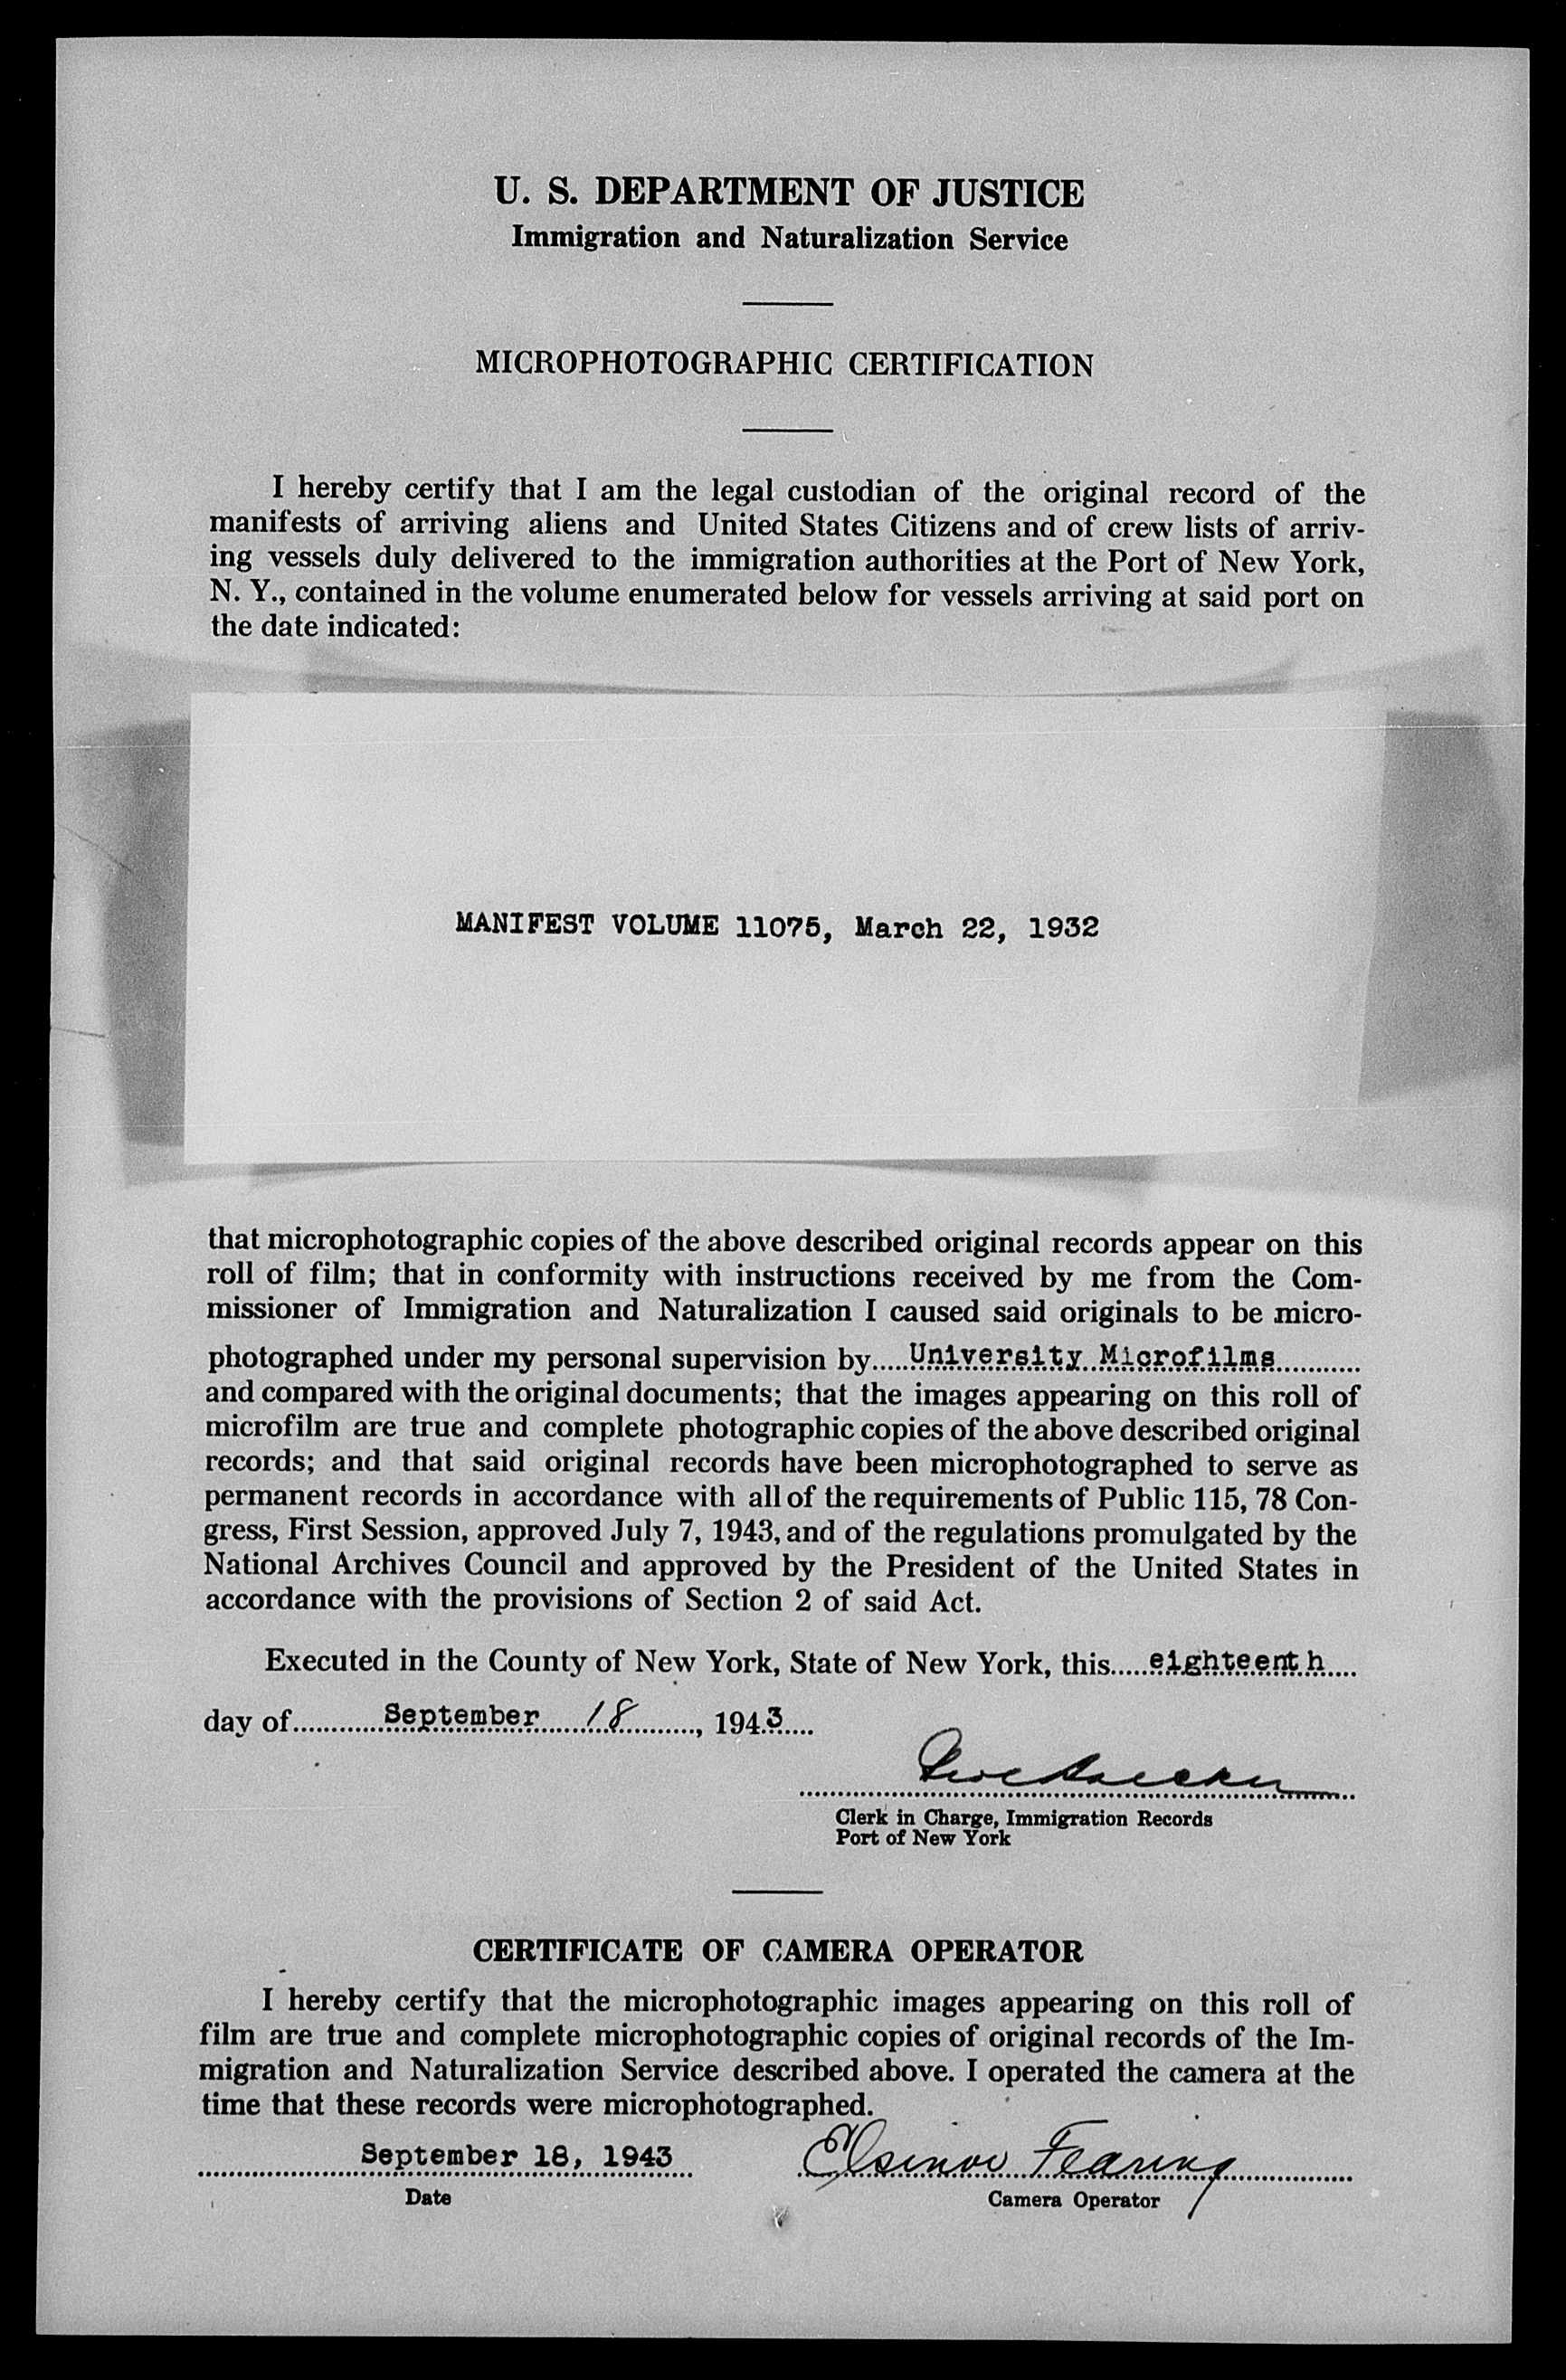 U. S. DEPARTMENT OF JUSTICE
Immigration and Naturalization Service
MICROPHOTOGRAPHIC CERTIFICATION
I hereby certify that I am the legal custodian of the original record of the
manifests of arriving aliens and United States Citizens and of crew lists of arriv-
ing vessels duly delivered to the immigration authorities at the Port of New York,
N. Y., contained in the volume enumerated below for vessels arriving at said port on
the date indicated:
MANIFEST VOLUME 11075, March 22, 1932
that microphotographic copies of the above described original records appear on this
roll of film; that in conformity with instructions received by me from the Com-
missioner of Immigration and Naturalization I caused said originals to be micro-
photographed under my personal supervision by.....University Microfilms...........
and compared with the original documents; that the images appearing on this roll of
microfilm are true and complete photographic copies of the above described original
records; and that said original records have been microphotographed to serve as
permanent records in accordance with all of the requirements of Public 115, 78 Con-
gress, First Session, approved July 7, 1943, and of the regulations promulgated by the
National Archives Council and approved by the President of the United States in
accordance with the provisions of Section 2 of said Act.
Executed in the County of New York, State of New York, this.....eighteenth....
day of............September......18.........., 1943....
Clerk in Charge, Immigration Records
Port of New York
CERTIFICATE OF CAMERA OPERATOR
I hereby certify that the microphotographic images appearing on this roll of
film are true and complete microphotographic copies of original records of the Im-
migration and Naturalization Service described above. I operated the camera at the
time that these records were microphotographed.
September 18, 1943 Fearing
Date Camera Operator